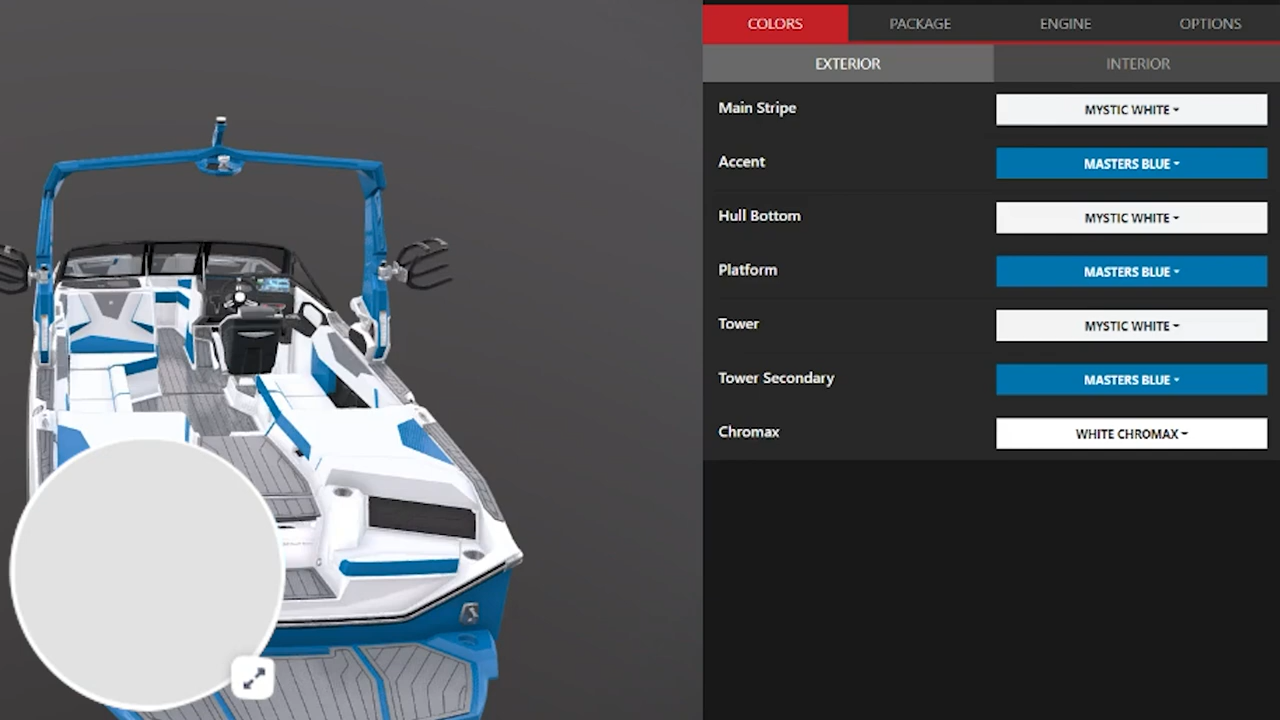 COLORS PACKAGE ENGINE OPTIONS
EXTERIOR INTERIOR
Main Stripe MYSTIC WHITE
Accent MASTERS BLUE
Hull Bottom MYSTIC WHITE
Platform MASTERS BLUE
Tower MYSTIC WHITE
Tower Secondary MASTERS BLUE
Chromax WHITE CHROMAX